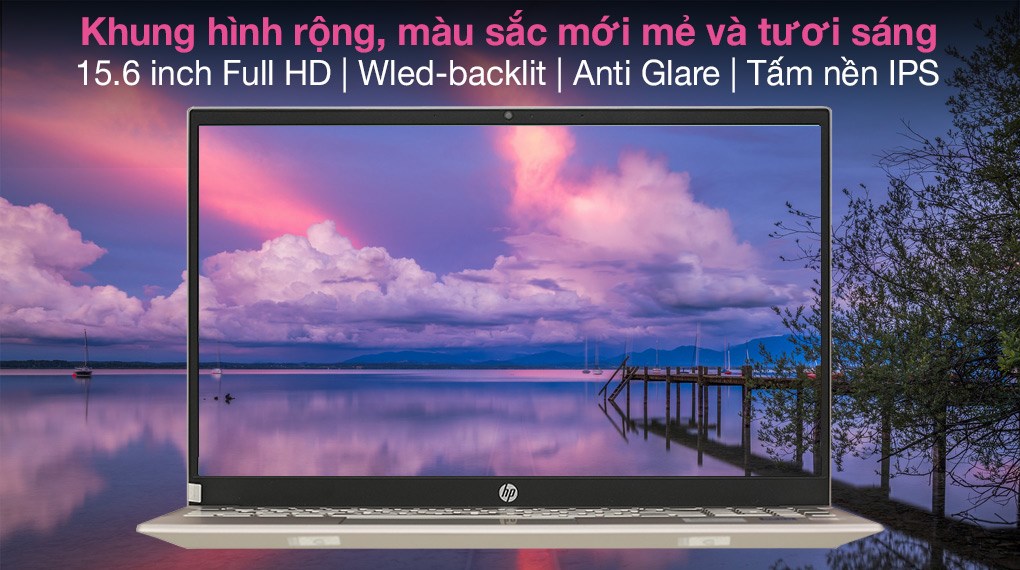 Khung hình rộng, màu sắc mới mẻ và tươi sáng
15.6 inch Full HD | Wled-backlit | Anti Glare | Tấm nền IPS
hp